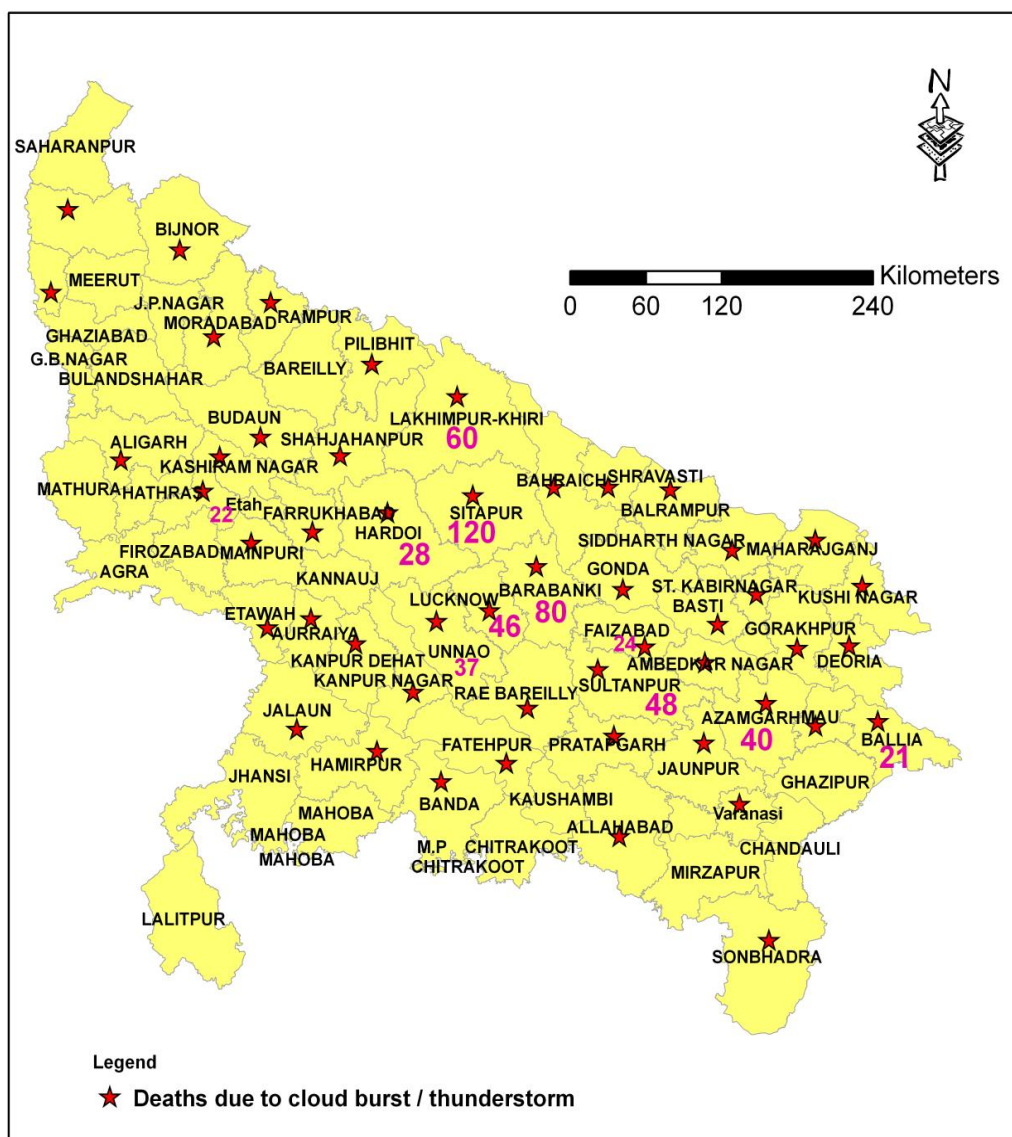 N
SAHARANPUR
BIJNOR
MEERUT
Kilometers
0 60 120 240
J.P.NAGAR
RAMPUR
MORADABAD
GHAZIABAD
PILIBHIT
G.B.NAGAR
BAREILLY
BULANDSHAHAR
LAKHIMPUR-KHIRI
BUDAUN
60
SHAHJAHANPUR
ALIGARH
KASHIRAM NAGAR
SHRAVASTI
BAHRAICH
MATHURA
HATHRAS
Etah
BALRAMPUR
22
FARRUKHABAD
SITAPUR
HARDOI
120
SIDDHARTH NAGAR
FIROZABAD
MAINPURI
28
MAHARAJGANJ
AGRA
KANNAUJ
GONDA
BARABANKI
ST. KABIRNAGAR
LUCKNOW
80
KUSHI NAGAR
ETAWAH
46
BASTI
AURRAIYA
FAIZABAD
GORAKHPUR
24
UNNAO
KANPUR DEHAT
37
AMBEDKAR NAGAR
DEORIA
KANPUR NAGAR
SULTANPUR
RAE BAREILLY
48
JALAUN
AZAMGARH
MAU
40
BALLIA
21
FATEHPUR
PRATAPGARH
HAMIRPUR
JAUNPUR
JHANSI
GHAZIPUR
BANDA
KAUSHAMBI
MAHOBA
Varanasi
ALLAHABAD
MAHOBA
M.P
CHITRAKOOT
CHANDAULI
MAHOBA
CHITRAKOOT
MIRZAPUR
LALITPUR
SONBHADRA
Legend
Deaths due to cloud burst / thunderstorm